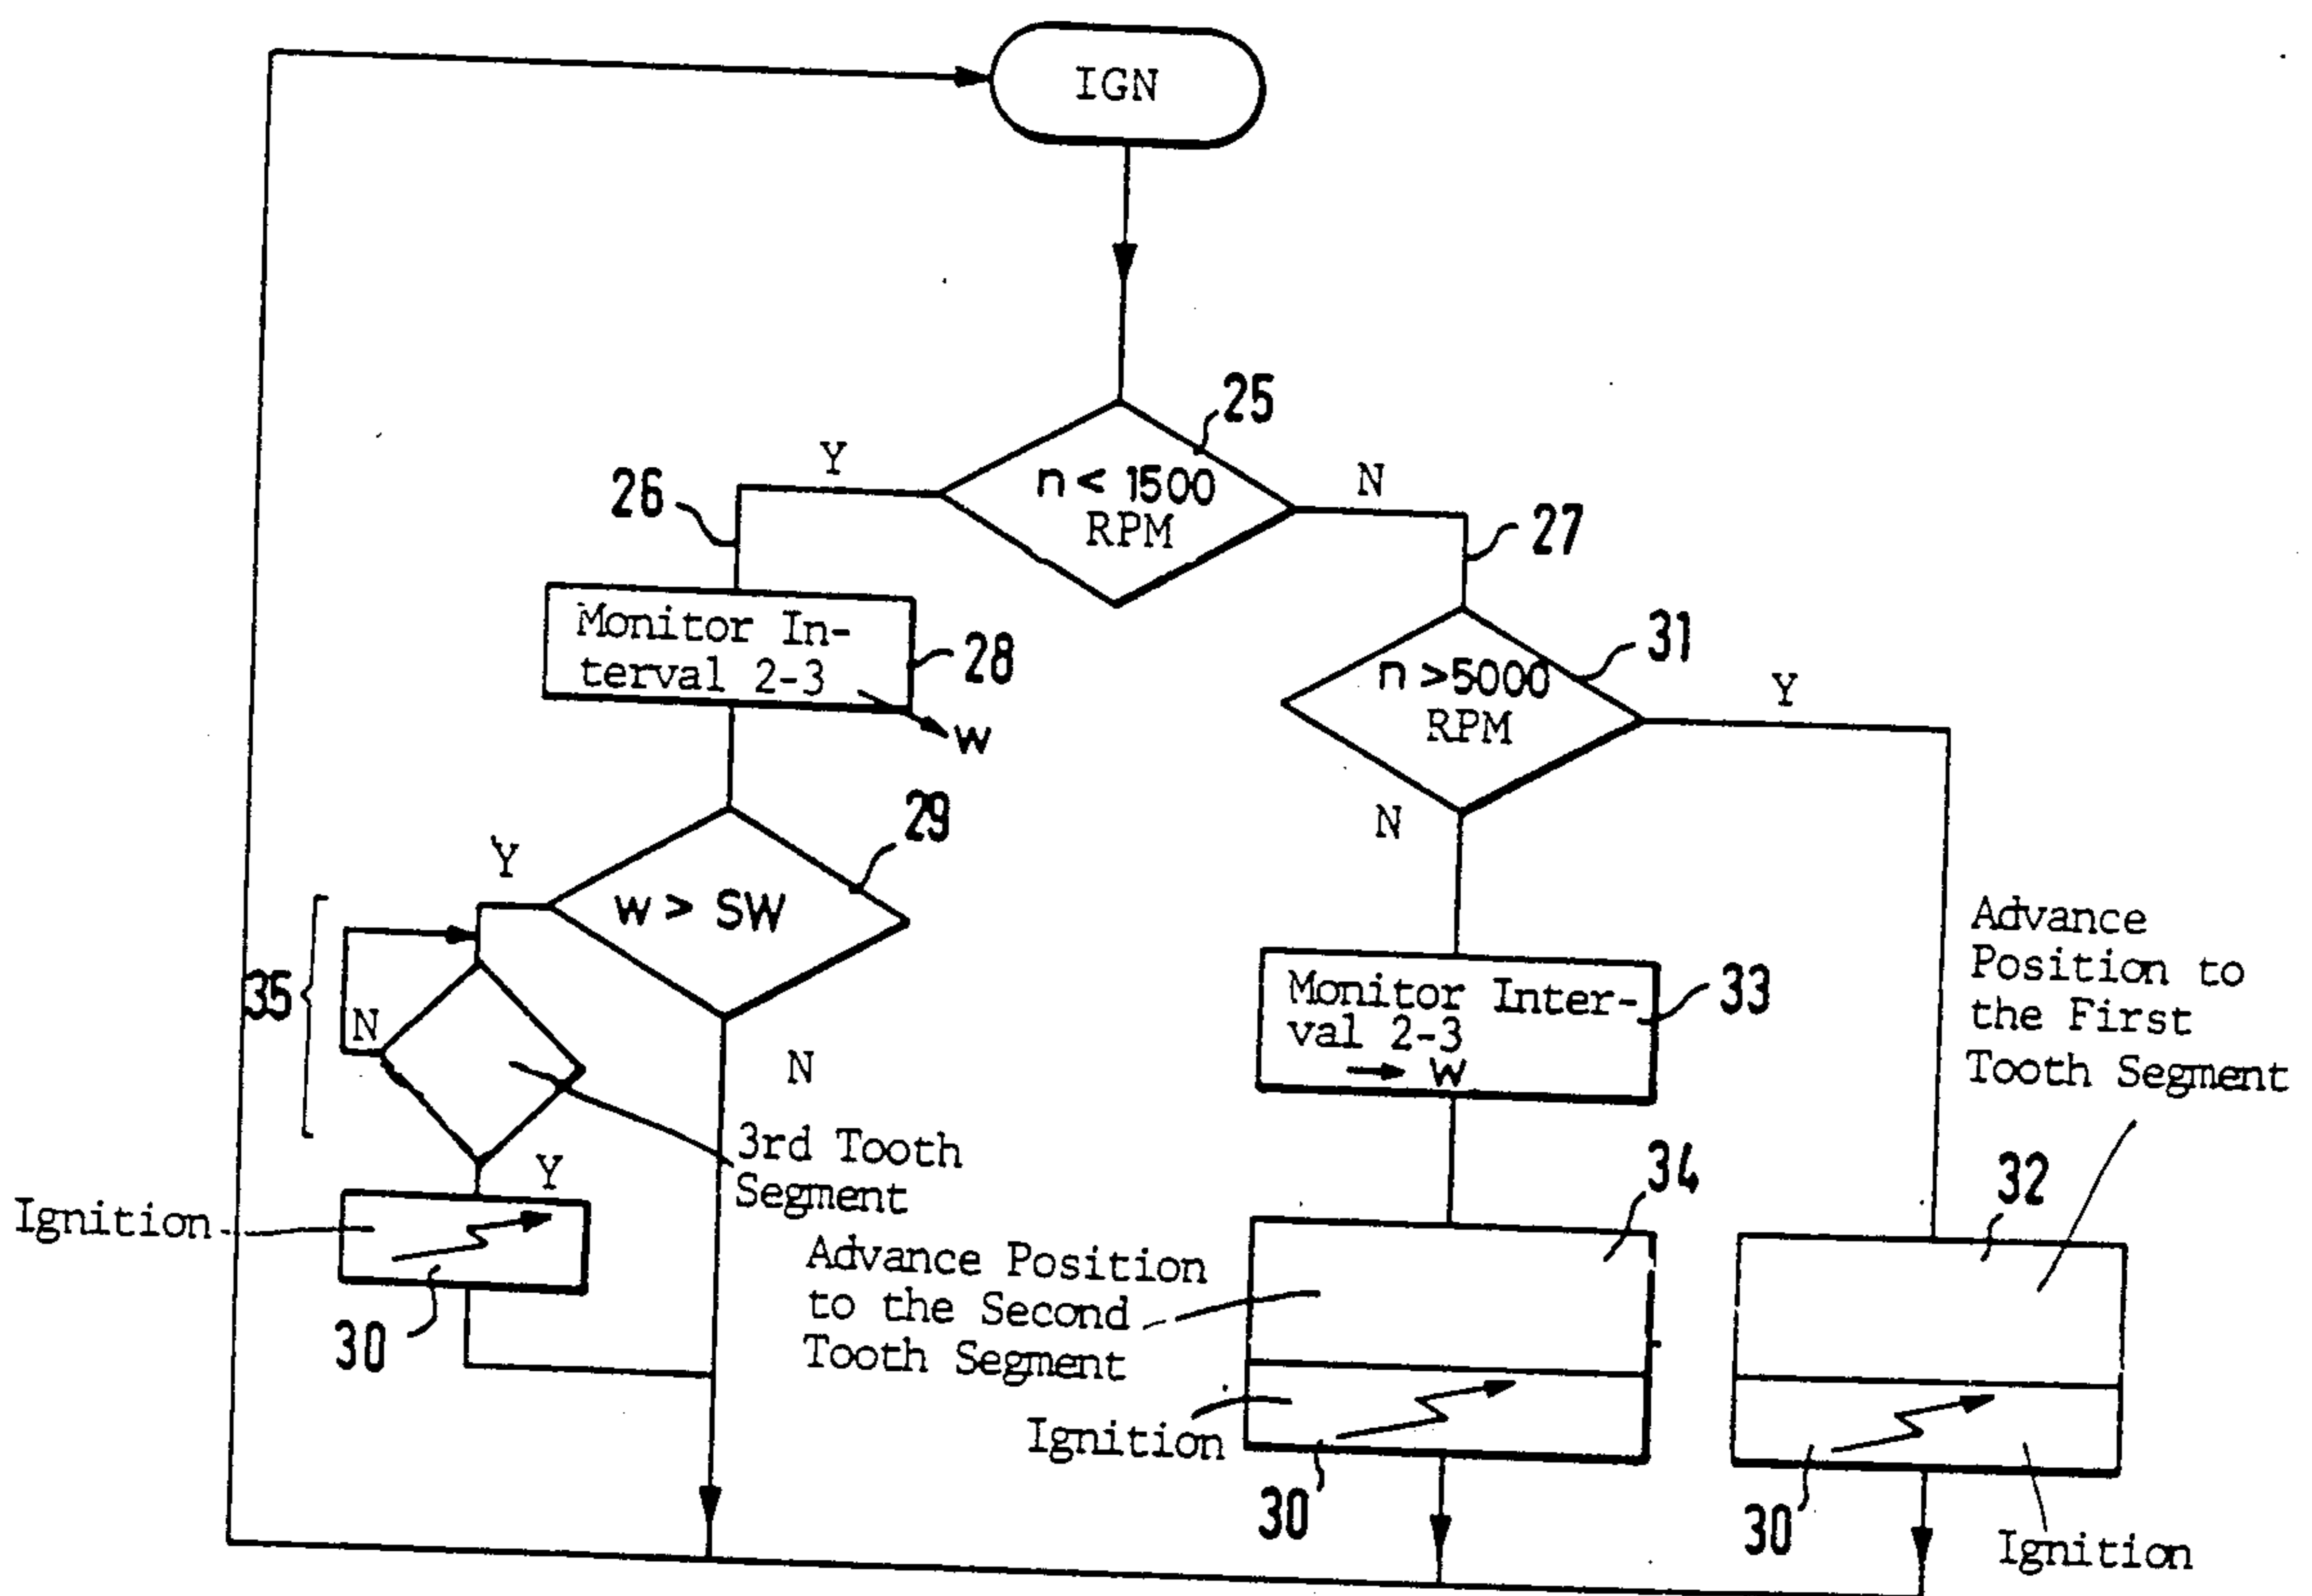 IGN
25
Y
n < 1500
RPM
N
26
27
Monitor In-
terval 2-3
28
w
n >5000
RPM
31
Y
N
29
Y
w > SW
N
35
N
3rd Tooth
Segment
Y
Ignition
30
Monitor Inter-
val 2-3
→ w
33
Advance
Position to
the First
Tooth Segment
34
32
Advance Position
to the Second
Tooth Segment
Ignition
30
30
Ignition